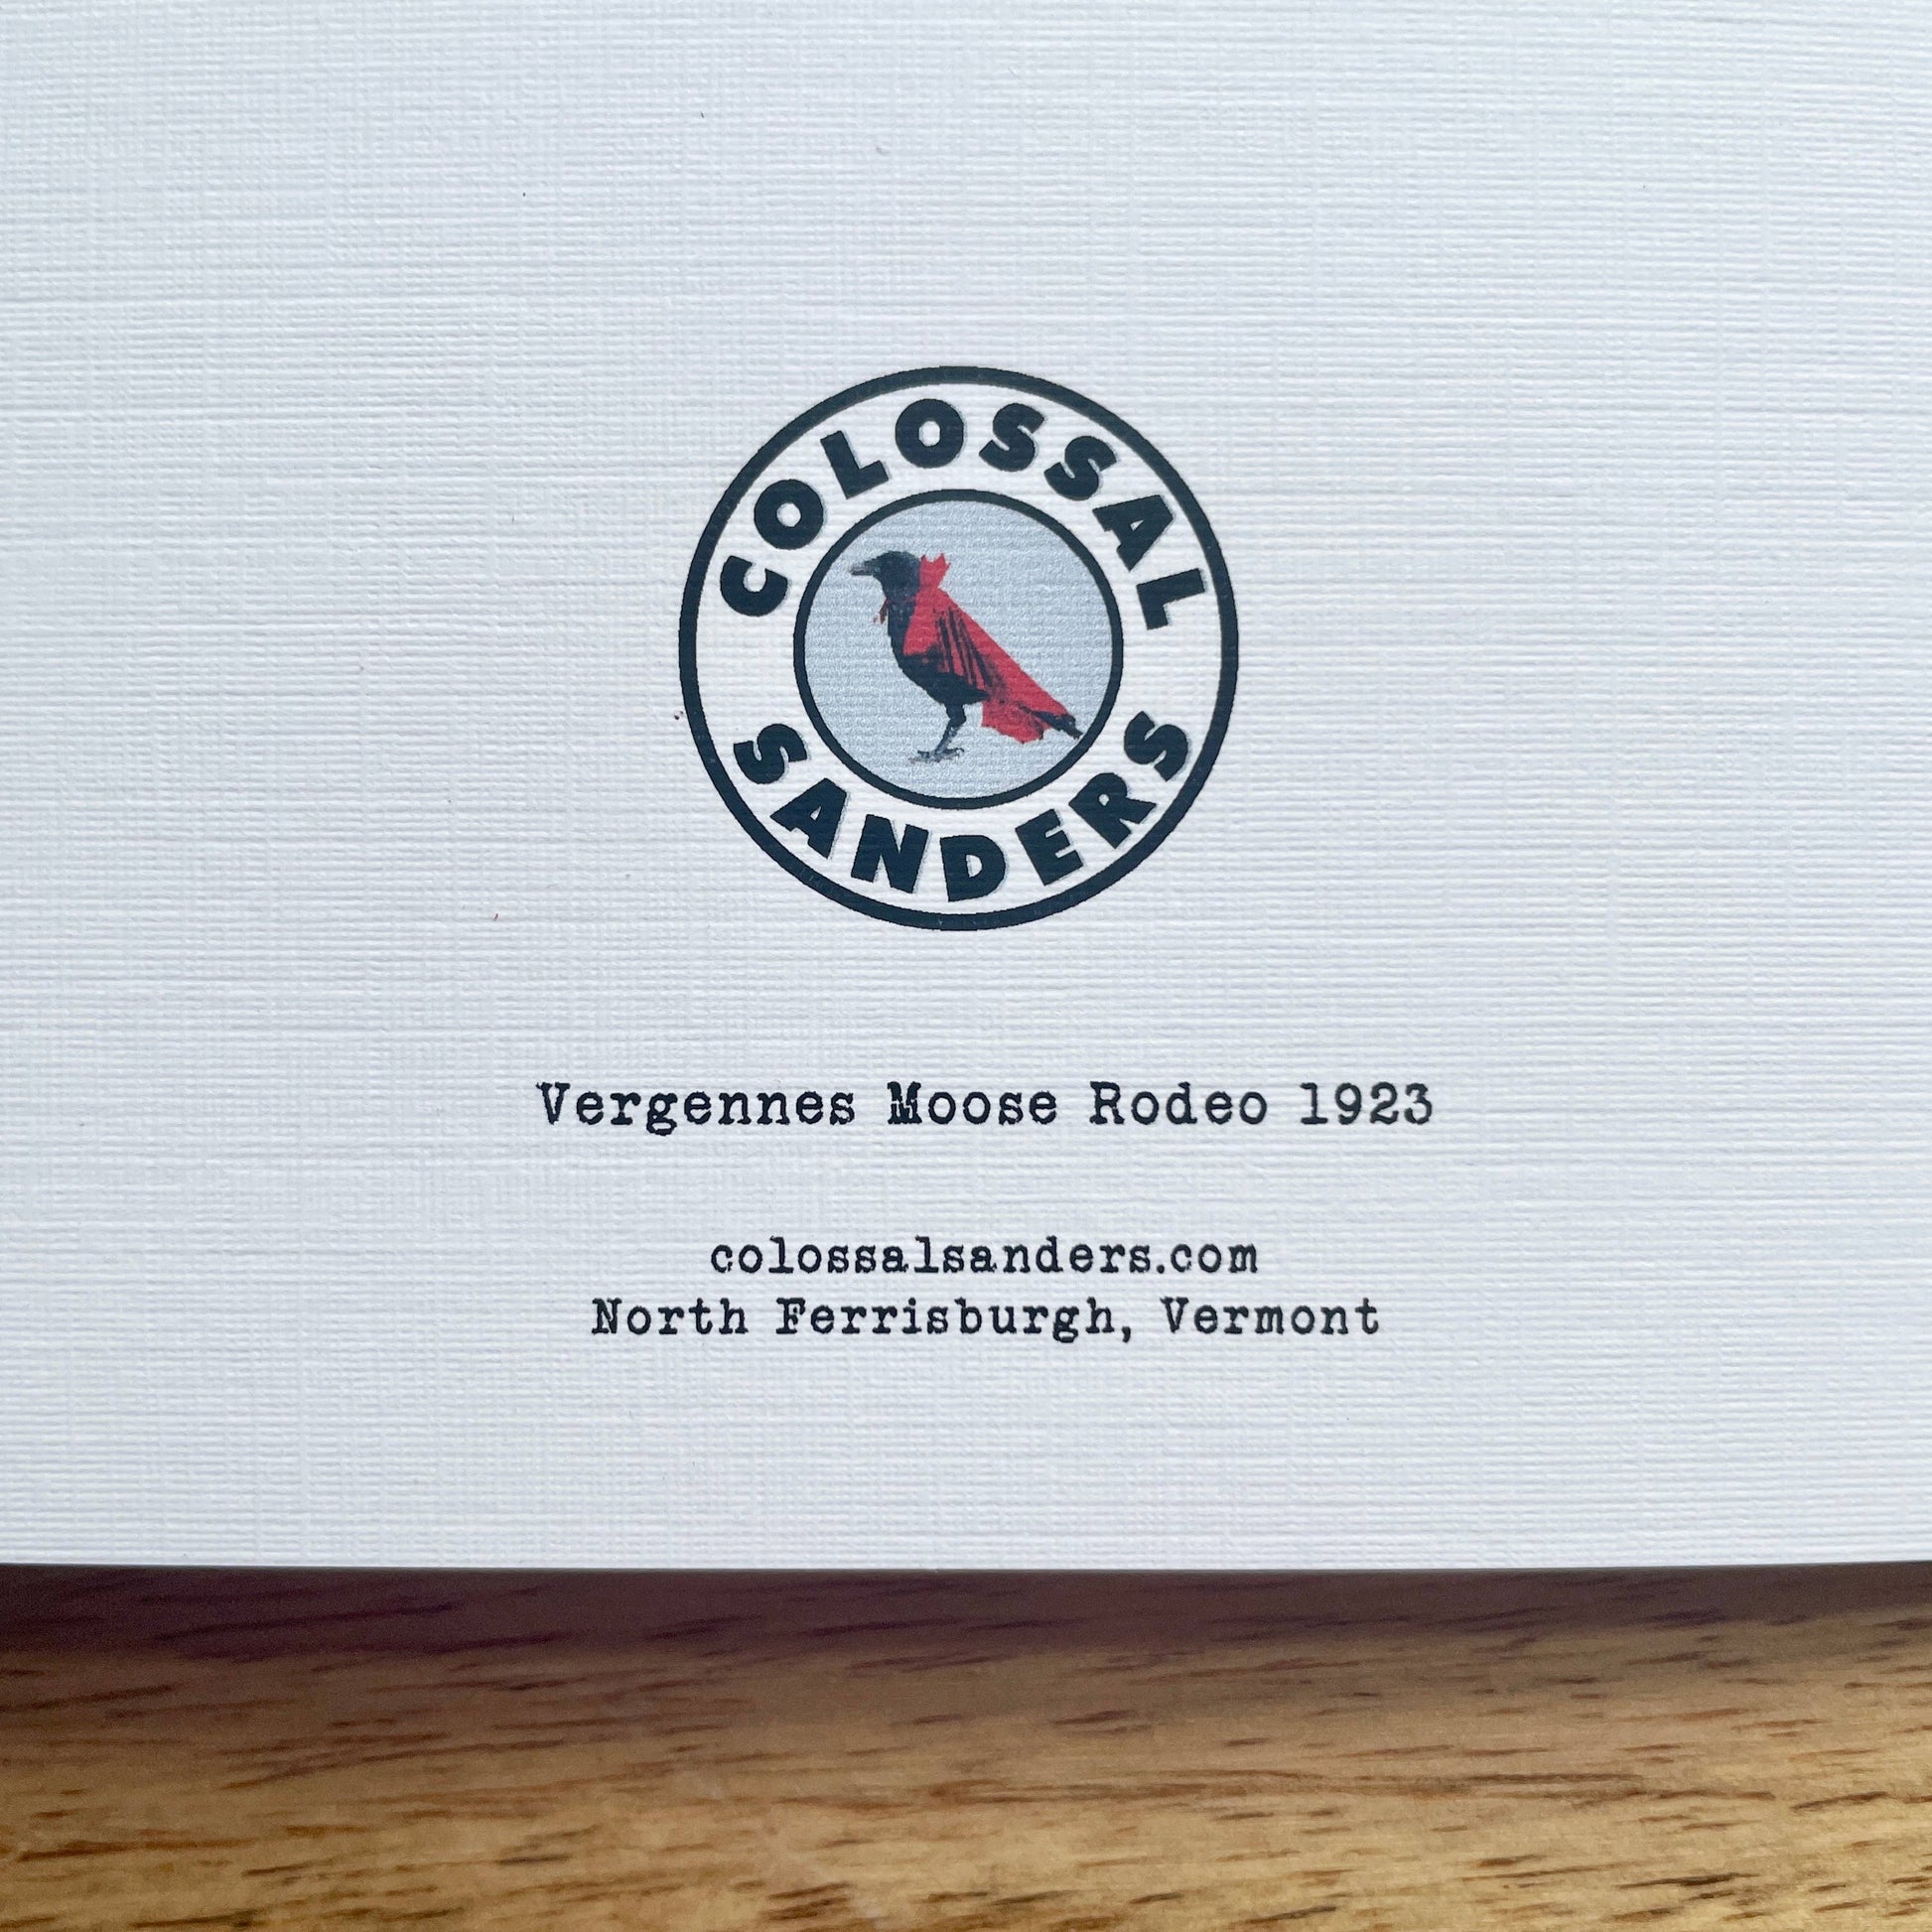 COLOSSAL
SANDERS
Vergennes Moose Rodeo 1923
colossalsanders.com
North Ferrisburgh, Vermont